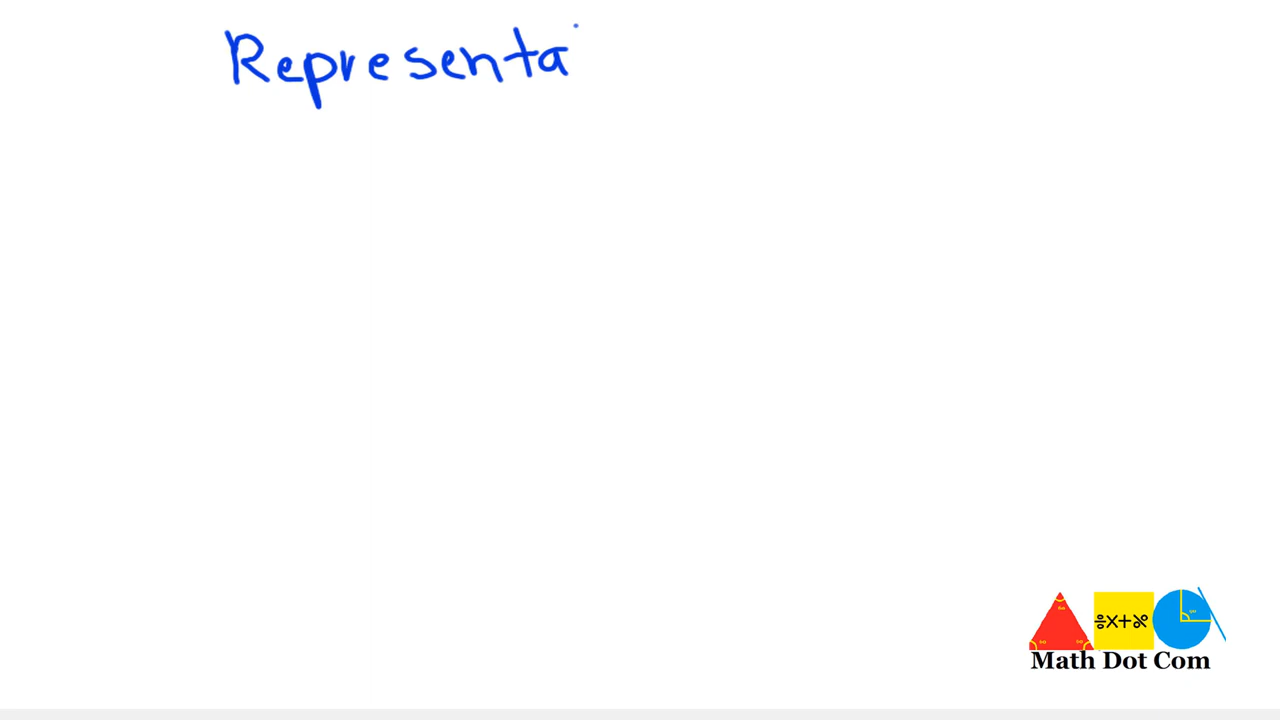 Representa
÷x+%
Math Dot Com